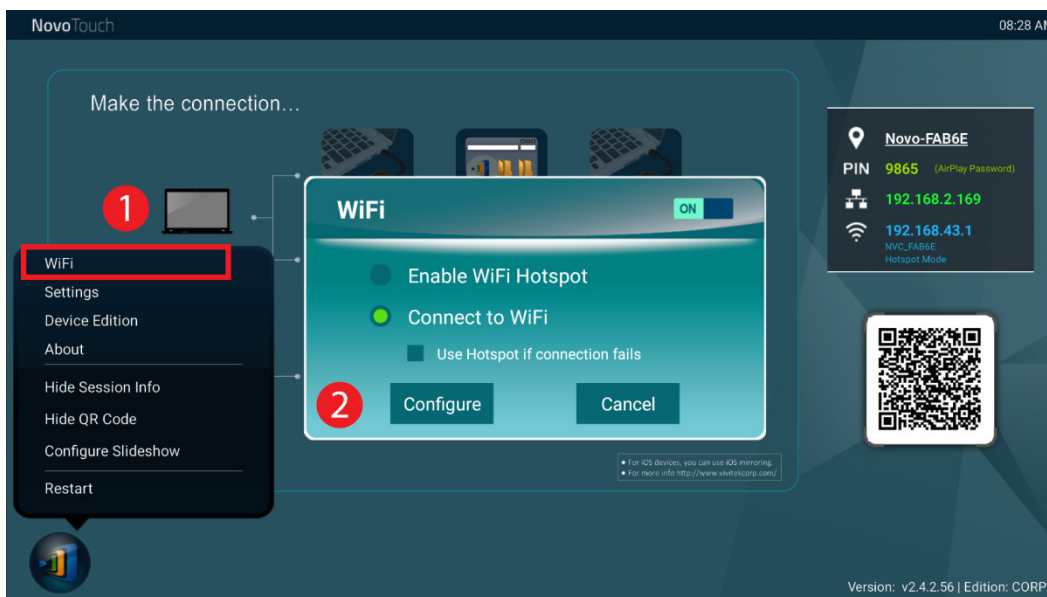 NovoTouch
08:28 AM
Make the connection...
1
WiFi
Settings
Device Edition
About
Hide Session Info
Hide QR Code
Configure Slideshow
Restart
WiFi
ON
Enable WiFi Hotspot
Connect to WiFi
Use Hotspot if connection fails
2
Configure
Cancel
• For iOS devices, you can use iOS mirroring.
• For more info http://www.vivitekcorp.com/
Novo-FAB6E
PIN 9865 (AirPlay Password)
192.168.2.169
192.168.43.1
NVC_FAB6E
Hotspot Mode
Version: v2.4.2.56 | Edition: CORP